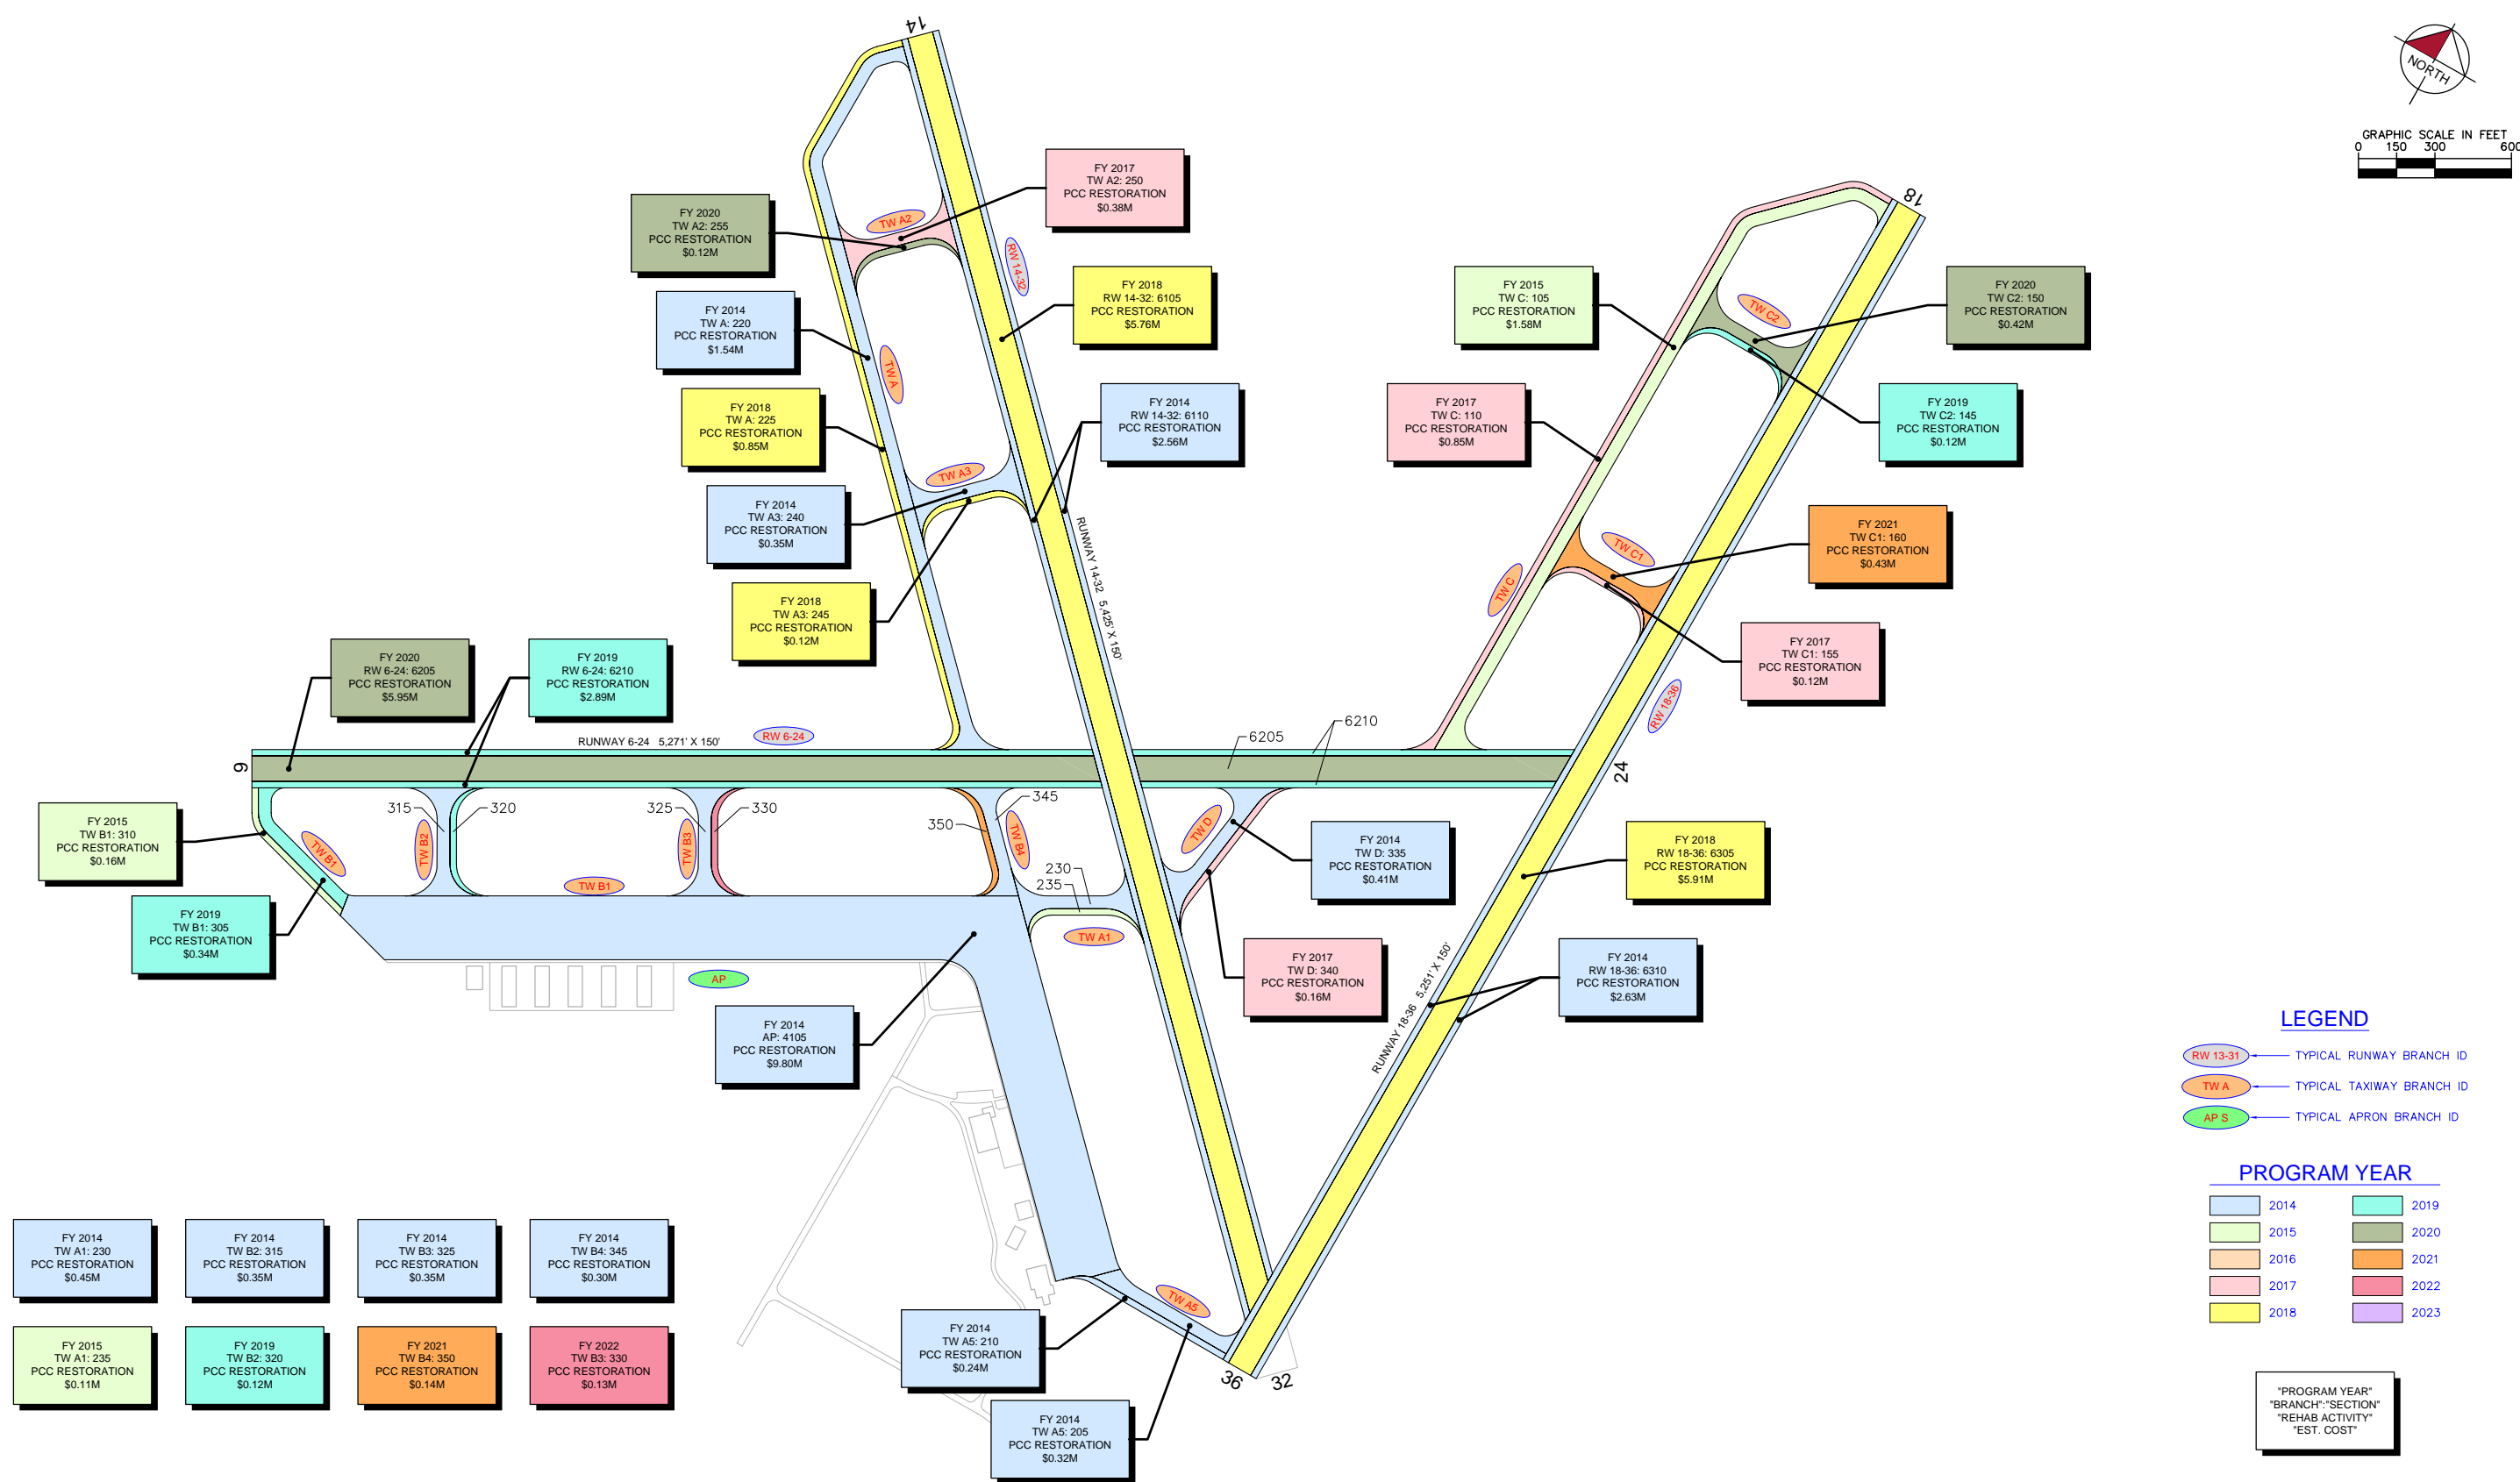 14
NORTH
GRAPHIC SCALE IN FEET
0 150 300 600
18
FY 2017
TW A2: 250
PCC RESTORATION
$0.38M
FY 2020
TW A2: 255
PCC RESTORATION
$0.12M
TW A2
RW 14-32
FY 2014
TW A: 220
PCC RESTORATION
$1.54M
TW A
FY 2018
RW 14-32: 6105
PCC RESTORATION
$5.76M
FY 2018
TW A: 225
PCC RESTORATION
$0.85M
FY 2014
RW 14-32: 6110
PCC RESTORATION
$2.56M
TW A3
FY 2014
TW A3: 240
PCC RESTORATION
$0.35M
FY 2018
TW A3: 245
PCC RESTORATION
$0.12M
RUNWAY 14-32 5,425' X 150'
FY 2015
TW C: 105
PCC RESTORATION
$1.58M
TW C2
FY 2020
TW C2: 150
PCC RESTORATION
$0.42M
FY 2017
TW C: 110
PCC RESTORATION
$0.85M
FY 2019
TW C2: 145
PCC RESTORATION
$0.12M
TW C1
FY 2021
TW C1: 160
PCC RESTORATION
$0.43M
TW C
FY 2017
TW C1: 155
PCC RESTORATION
$0.12M
RW 18-36
FY 2020
RW 6-24: 6205
PCC RESTORATION
$5.95M
FY 2019
RW 6-24: 6210
PCC RESTORATION
$2.89M
RUNWAY 6-24 5,271' X 150'
RW 6-24
6210
6205
6
24
FY 2015
TW B1: 310
PCC RESTORATION
$0.16M
TW B1
315
TW B2
320
325
TW B3
330
345
350
TW B4
TW D
TW B1
230
235
TW A1
FY 2019
TW B1: 305
PCC RESTORATION
$0.34M
AP
FY 2014
AP: 4105
PCC RESTORATION
$9.80M
FY 2014
TW D: 335
PCC RESTORATION
$0.41M
FY 2017
TW D: 340
PCC RESTORATION
$0.16M
FY 2018
RW 18-36: 6305
PCC RESTORATION
$5.91M
FY 2014
RW 18-36: 6310
PCC RESTORATION
$2.63M
RUNWAY 18-36 5,251' X 150'
LEGEND
RW 13-31 TYPICAL RUNWAY BRANCH ID
TW A TYPICAL TAXIWAY BRANCH ID
AP S TYPICAL APRON BRANCH ID
PROGRAM YEAR
2014 2019
2015 2020
2016 2021
2017 2022
2018 2023
FY 2014
TW A1: 230
PCC RESTORATION
$0.45M
FY 2014
TW B2: 315
PCC RESTORATION
$0.35M
FY 2014
TW B3: 325
PCC RESTORATION
$0.35M
FY 2014
TW B4: 345
PCC RESTORATION
$0.30M
FY 2015
TW A1: 235
PCC RESTORATION
$0.11M
FY 2019
TW B2: 320
PCC RESTORATION
$0.12M
FY 2021
TW B4: 350
PCC RESTORATION
$0.14M
FY 2022
TW B3: 330
PCC RESTORATION
$0.13M
TW A5
FY 2014
TW A5: 210
PCC RESTORATION
$0.24M
FY 2014
TW A5: 205
PCC RESTORATION
$0.32M
36
32
"PROGRAM YEAR"
"BRANCH":"SECTION"
"REHAB ACTIVITY"
"EST. COST"